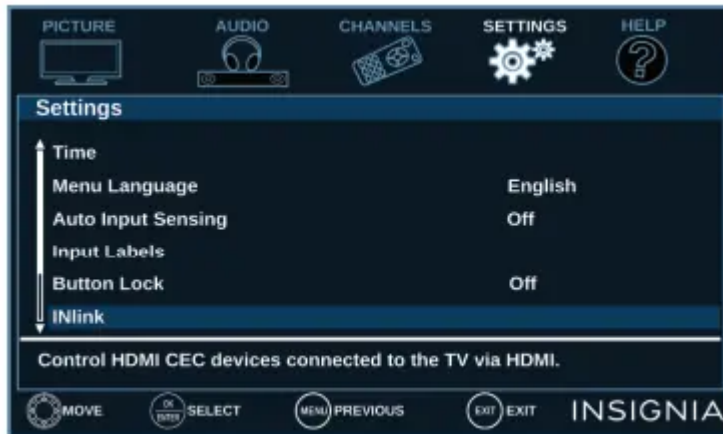 PICTURE AUDIO CHANNELS SETTINGS HELP
Settings
Time
Menu Language English
Auto Input Sensing Off
Input Labels
Button Lock Off
INlink
Control HDMI CEC devices connected to the TV via HDMI.
MOVE OK ENTER SELECT MENU PREVIOUS EXIT EXIT INSIGNIA